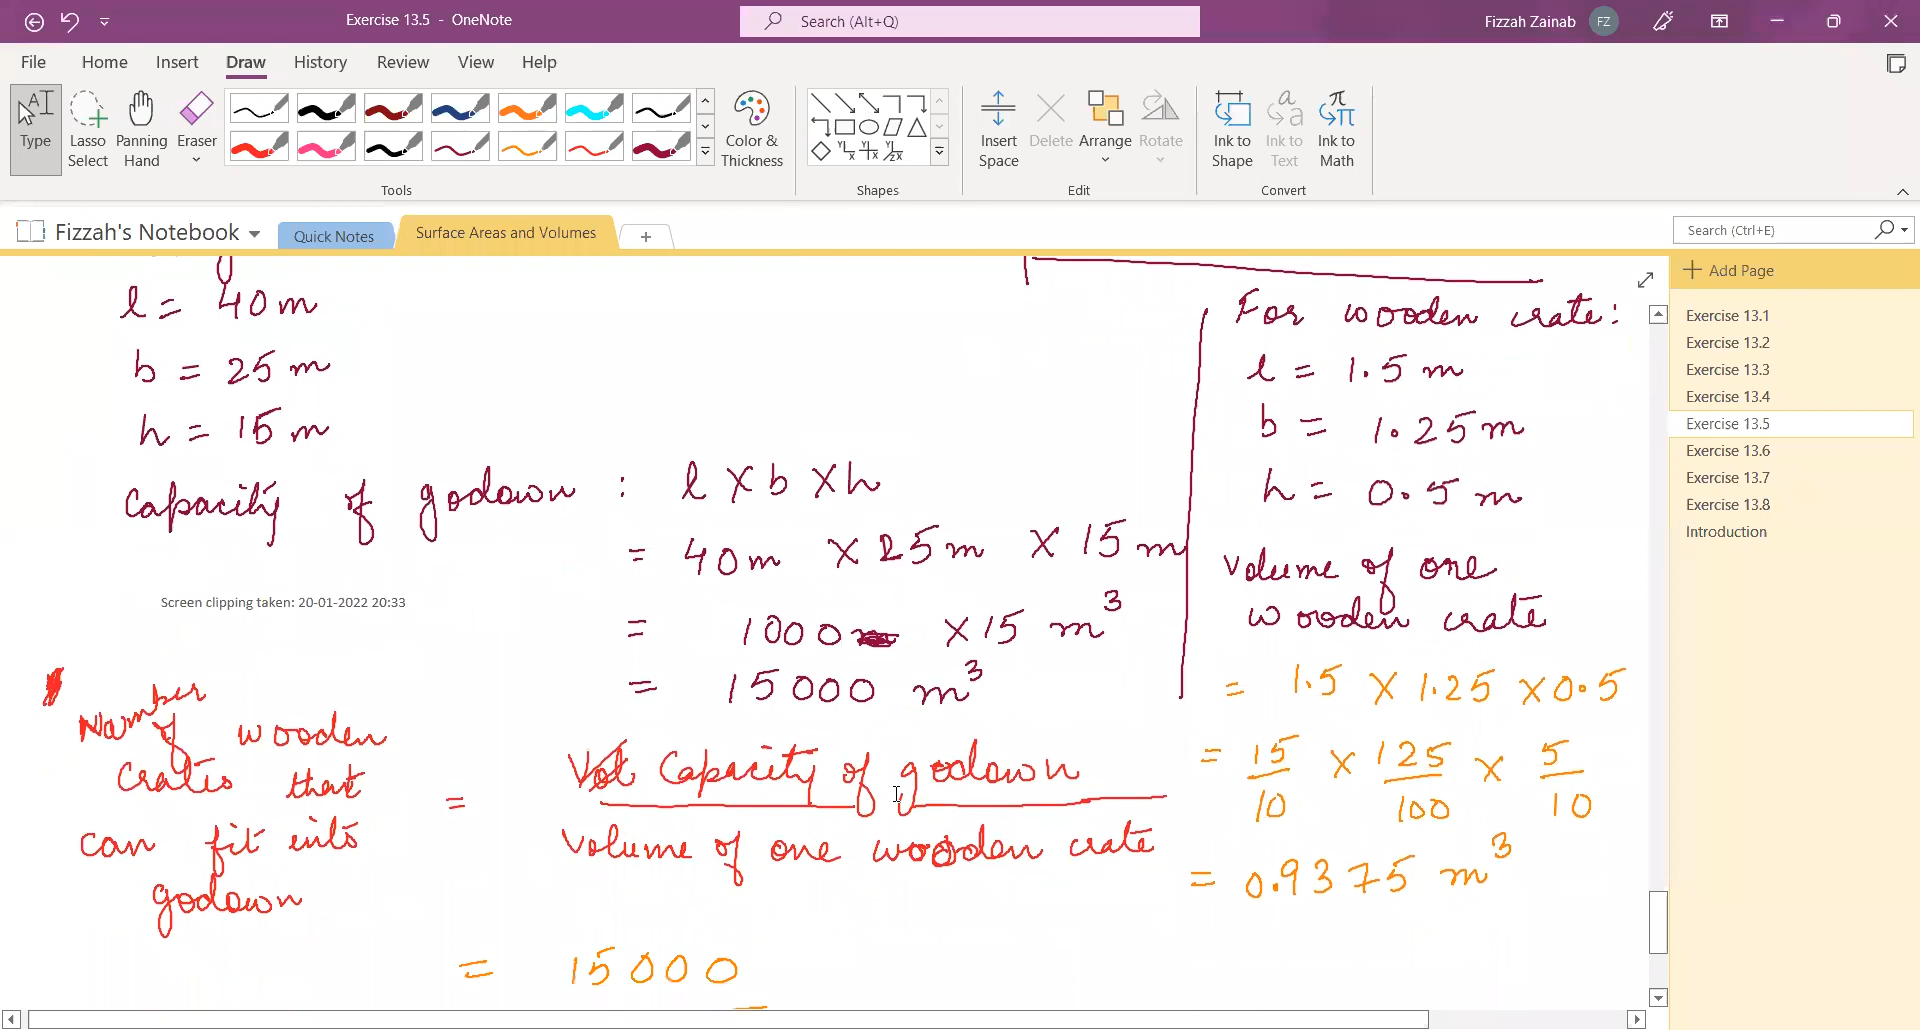 Exercise 13.5 - OneNote
Search (Alt+Q)
Fizzah Zainab
FZ
File Home Insert Draw History Review View Help
Type
Lasso Select
Panning Hand
Eraser
Color & Thickness
Insert Space
Delete
Arrange
Rotate
Ink to Shape
Ink to Text
Ink to Math
Tools
Shapes
Edit
Convert
Fizzah's Notebook
Quick Notes
Surface Areas and Volumes
+
Search (Ctrl+E)
Add Page
Exercise 13.1
Exercise 13.2
Exercise 13.3
Exercise 13.4
Exercise 13.5
Exercise 13.6
Exercise 13.7
Exercise 13.8
Introduction
l = 40 m
b = 25 m
h = 15 m
Capacity of godown : l × b × h
= 40 m × 25 m × 15 m
Screen clipping taken: 20-01-2022 20:33
= 1000 × 15 m³
= 15000 m³
For wooden crate:
l = 1.5 m
b = 1.25 m
h = 0.5 m
Volume of one
wooden crate
= 1.5 × 1.25 × 0.5
= 15/10 × 125/100 × 5/10
= 0.9375 m³
Number
of wooden
crates that
can fit into
godown
= Capacity of godown
Volume of one wooden crate
= 15000